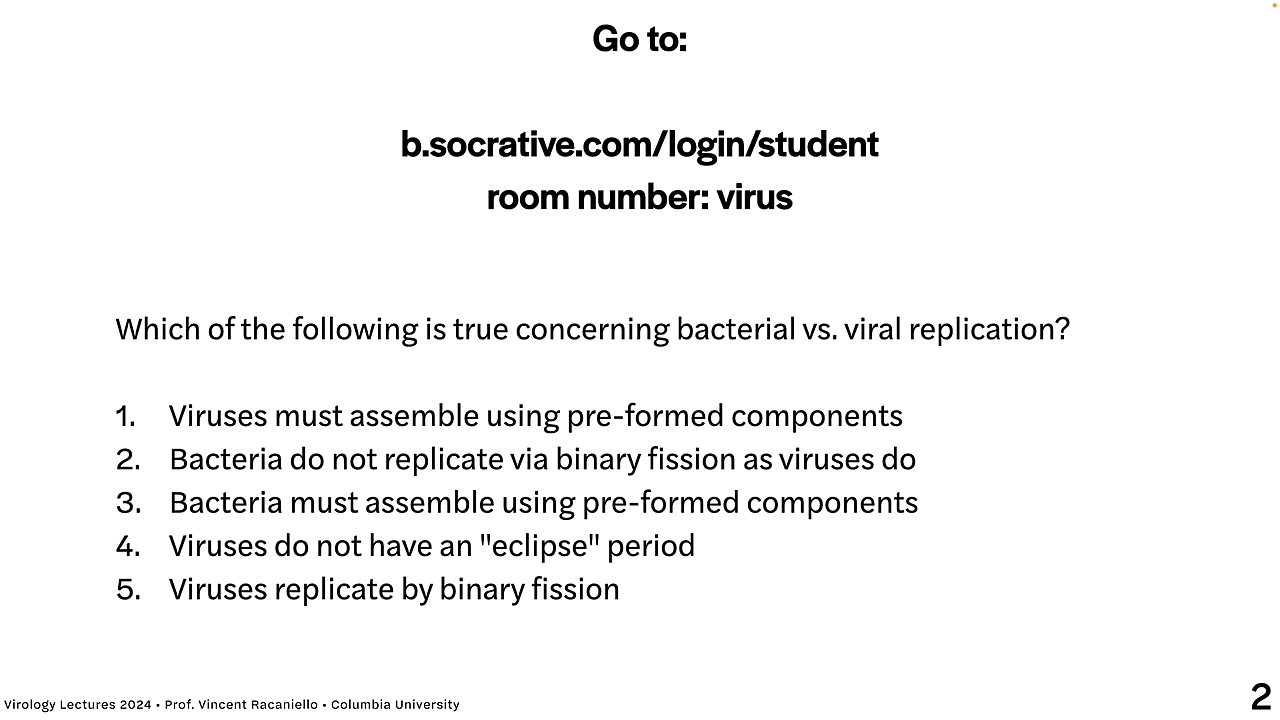 Go to:
b.socrative.com/login/student
room number: virus
Which of the following is true concerning bacterial vs. viral replication?
1. Viruses must assemble using pre-formed components
2. Bacteria do not replicate via binary fission as viruses do
3. Bacteria must assemble using pre-formed components
4. Viruses do not have an "eclipse" period
5. Viruses replicate by binary fission
Virology Lectures 2024 • Prof. Vincent Racaniello • Columbia University
2